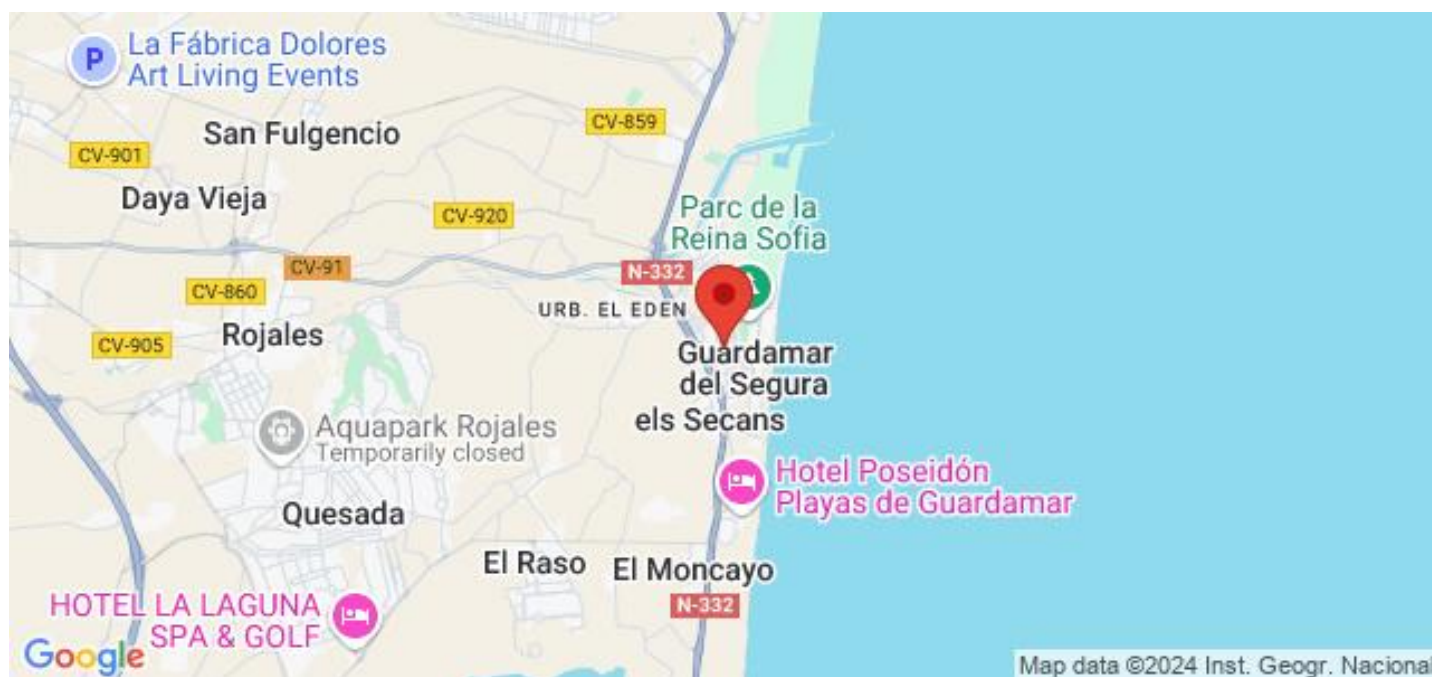 La Fábrica Dolores
Art Living Events
P
San Fulgencio
CV-859
CV-901
Daya Vieja
CV-920
Parc de la
Reina Sofia
CV-91
N-332
CV-860
URB. EL EDEN
Rojales
CV-905
Guardamar
del Segura
els Secans
Aquapark Rojales
Temporarily closed
Hotel Poseidón
Playas de Guardamar
Quesada
El Raso
El Moncayo
HOTEL LA LAGUNA
SPA & GOLF
N-332
Google
Map data ©2024 Inst. Geogr. Nacional